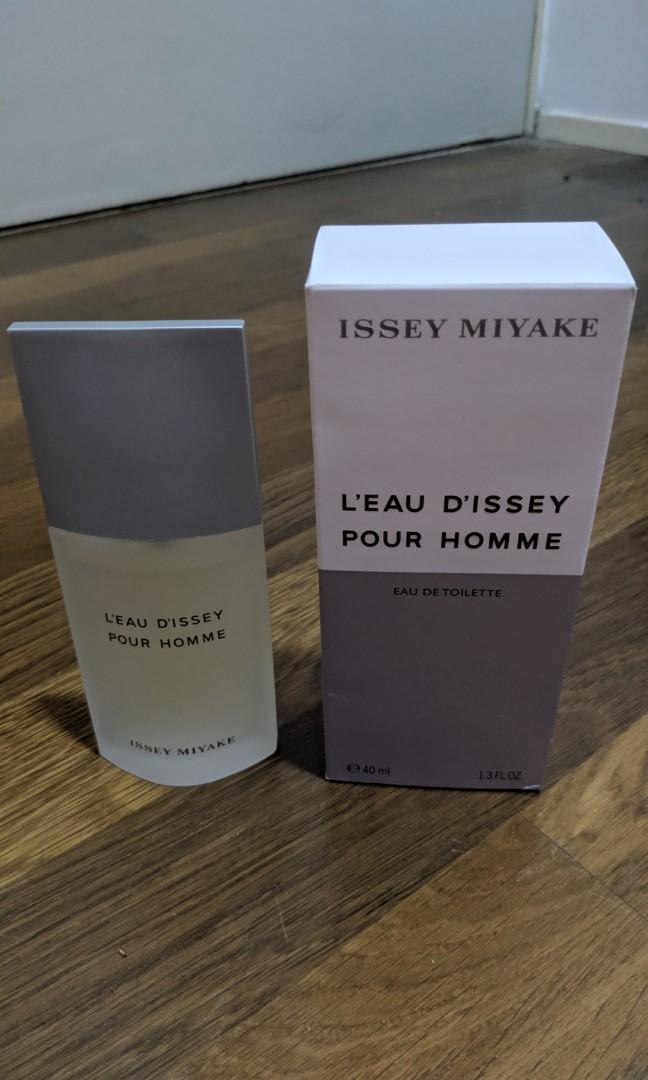 L'EAU D'ISSEY
POUR HOMME
ISSEY MIYAKE
ISSEY MIYAKE
L'EAU D'ISSEY
POUR HOMME
EAU DE TOILETTE
℮ 40 ml 1.3 FL.OZ.